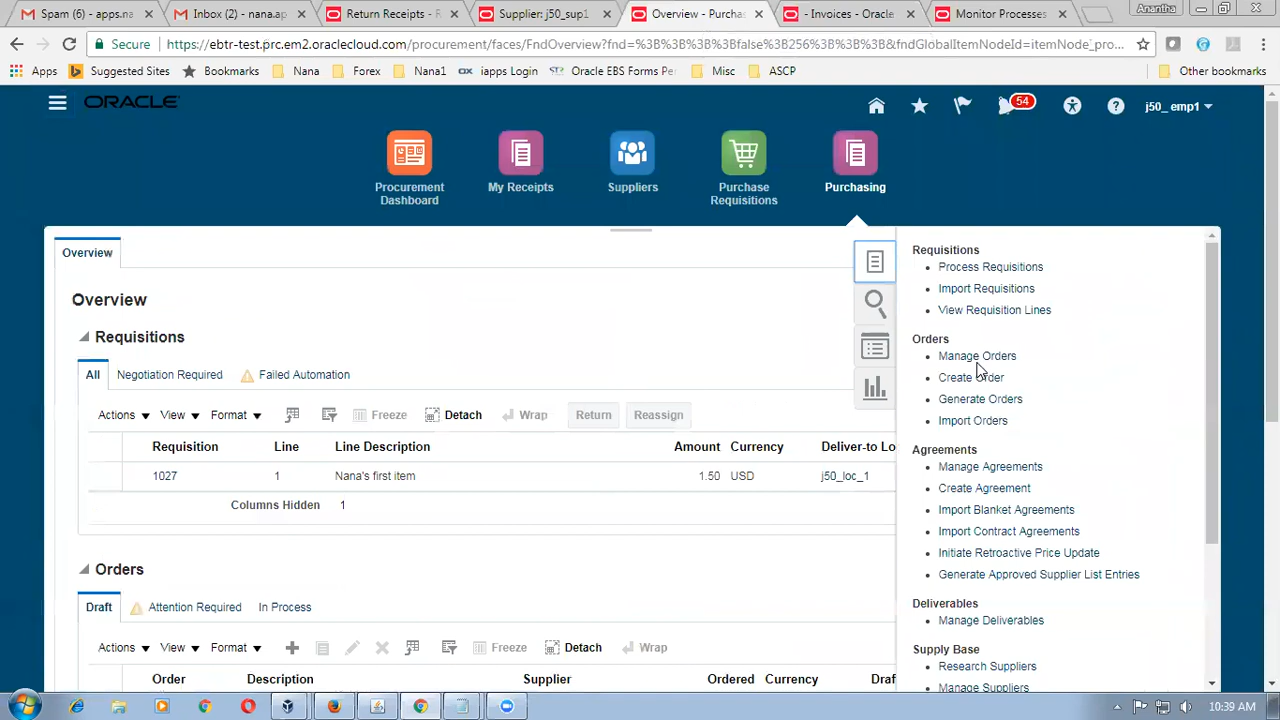 Spam (6) - apps.na
Inbox (2) - nana.ap
Return Receipts - R
Supplier: j50_sup1
Overview - Purchas
- Invoices - Oracle
Monitor Processes
Anantha
Secure
https://ebtr-test.prc.em2.oraclecloud.com/procurement/faces/FndOverview?fnd=%3B%3B%3B%3Bfalse%3B256%3B%3B%3B&fndGlobalItemNodeId=itemNode_pro...
Apps
Suggested Sites
Bookmarks
Nana
Forex
Nana1
iapps Login
Oracle EBS Forms Per
Misc
ASCP
Other bookmarks
ORACLE
54
j50_emp1
Procurement Dashboard
My Receipts
Suppliers
Purchase Requisitions
Purchasing
Overview
Overview
Requisitions
All
Negotiation Required
Failed Automation
Actions
View
Format
Freeze
Detach
Wrap
Return
Reassign
Requisition
Line
Line Description
Amount
Currency
Deliver-to Lo
1027
1
Nana's first item
1.50
USD
j50_loc_1
Columns Hidden
1
Orders
Draft
Attention Required
In Process
Actions
View
Format
Freeze
Detach
Wrap
Order
Description
Supplier
Ordered
Currency
Draf
Requisitions
Process Requisitions
Import Requisitions
View Requisition Lines
Orders
Manage Orders
Create Order
Generate Orders
Import Orders
Agreements
Manage Agreements
Create Agreement
Import Blanket Agreements
Import Contract Agreements
Initiate Retroactive Price Update
Generate Approved Supplier List Entries
Deliverables
Manage Deliverables
Supply Base
Research Suppliers
Manage Suppliers
10:39 AM